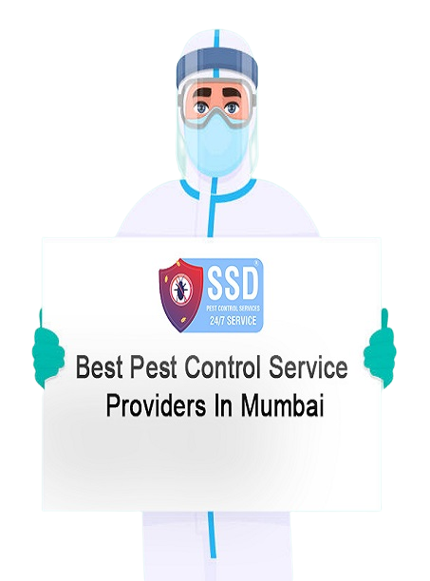 SSD
PEST CONTROL SERVICES
24/7 SERVICE
Best Pest Control Service
Providers In Mumbai